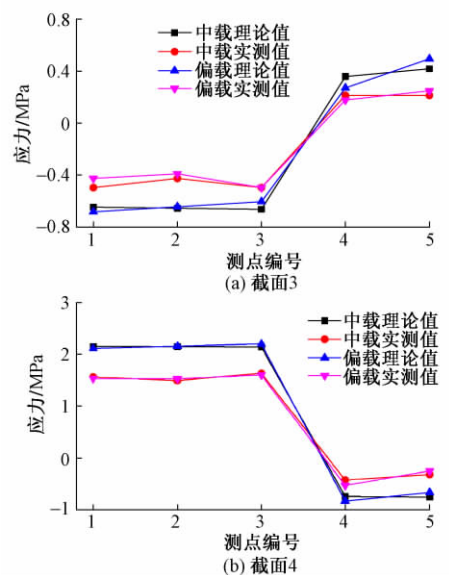 0.8
0.4
0
−0.4
−0.8
应力/MPa
中载理论值
中载实测值
偏载理论值
偏载实测值
1 2 3 4 5
测点编号
(a) 截面3
3
2
1
0
−1
应力/MPa
中载理论值
中载实测值
偏载理论值
偏载实测值
1 2 3 4 5
测点编号
(b) 截面4